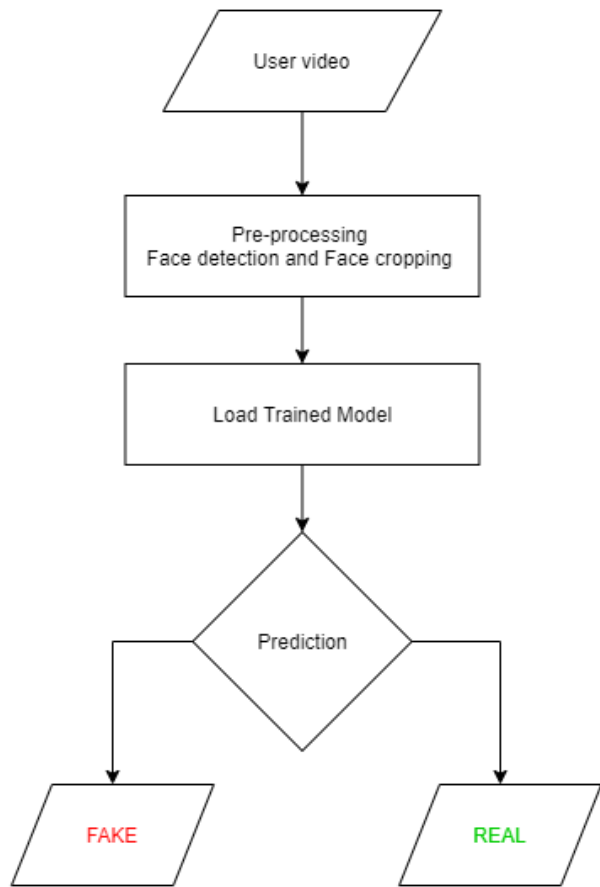 User video
Pre-processing
Face detection and Face cropping
Load Trained Model
Prediction
FAKE
REAL